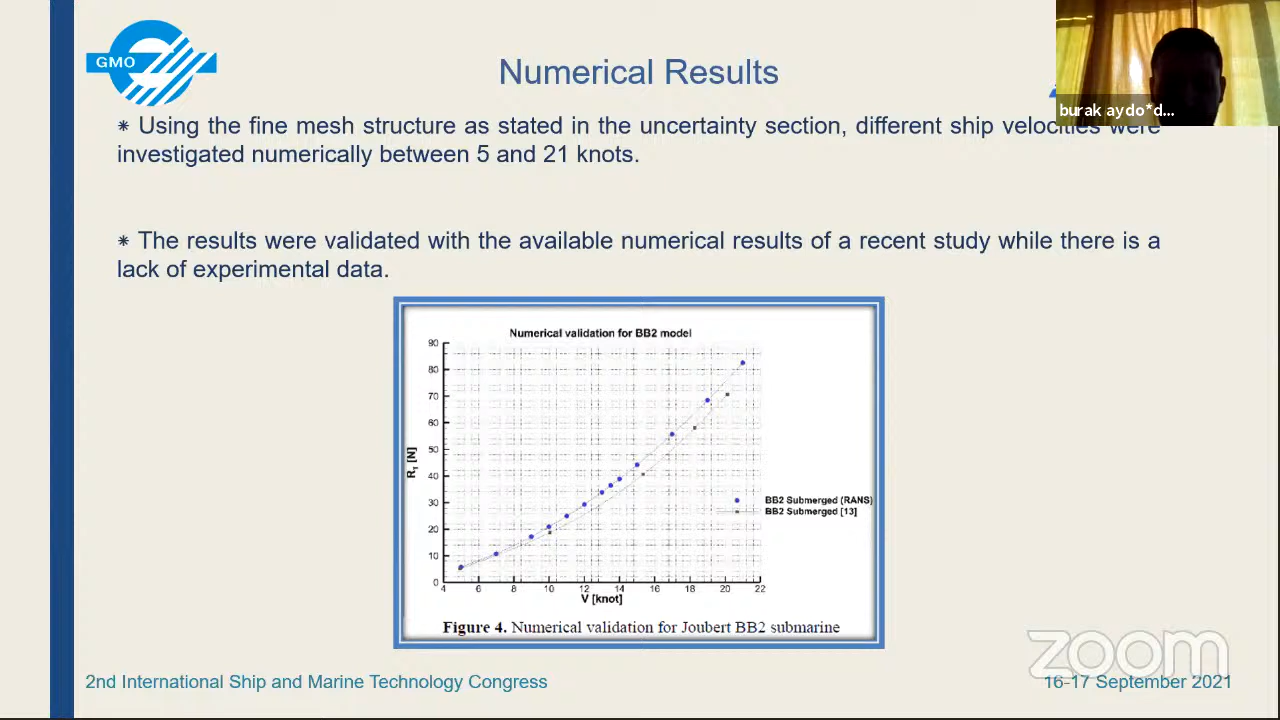 GMO
Numerical Results
burak aydo*d...
⁕ Using the fine mesh structure as stated in the uncertainty section, different ship velocities were
investigated numerically between 5 and 21 knots.
⁕ The results were validated with the available numerical results of a recent study while there is a
lack of experimental data.
Numerical validation for BB2 model
90
80
70
60
50
40
30
20
10
0
RT [N]
4 6 8 10 12 14 16 18 20 22
V [knot]
BB2 Submerged (RANS)
BB2 Submerged [13]
Figure 4. Numerical validation for Joubert BB2 submarine
zoom
2nd International Ship and Marine Technology Congress
16-17 September 2021